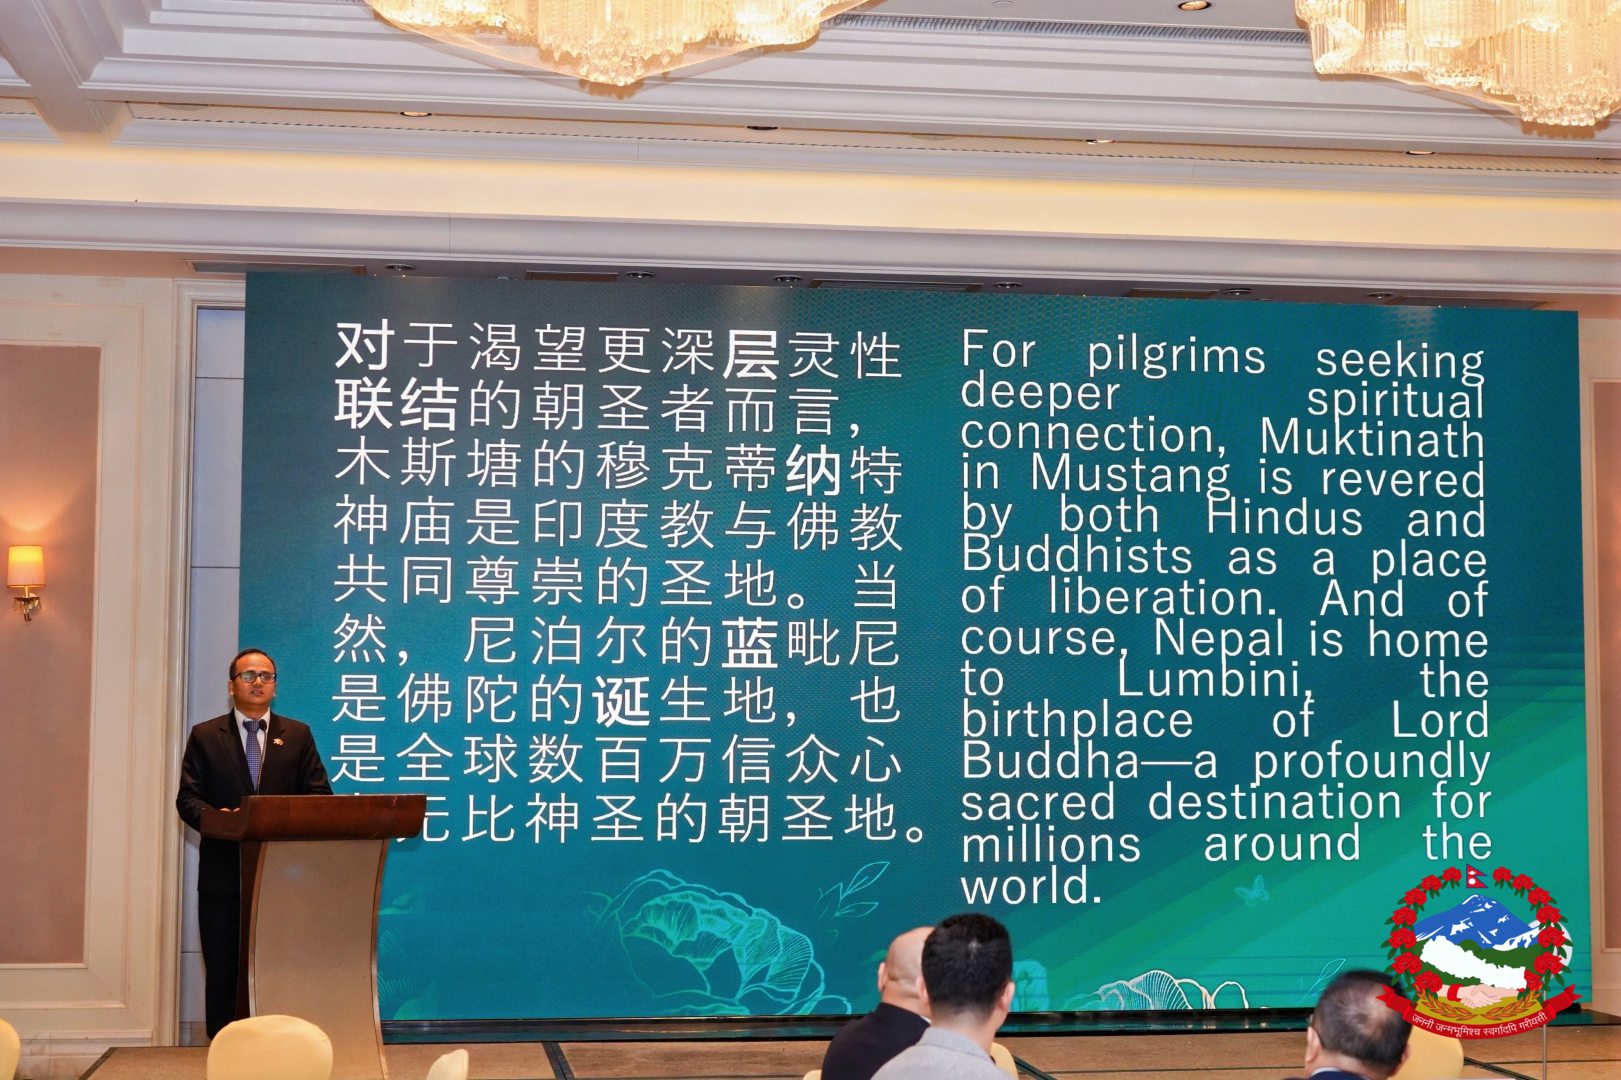 对于渴望更深层灵性
联结的朝圣者而言，
木斯塘的穆克蒂纳特
神庙是印度教与佛教
共同尊崇的圣地。当
然，尼泊尔的蓝毗尼
是佛陀的诞生地，也
是全球数百万信众心
无比神圣的朝圣地。
For pilgrims seeking
deeper spiritual
connection, Muktinath
in Mustang is revered
by both Hindus and
Buddhists as a place
of liberation. And of
course, Nepal is home
to Lumbini, the
birthplace of Lord
Buddha—a profoundly
sacred destination for
millions around the
world.
जननी जन्मभूमिश्च स्वर्गादपि गरीयसी